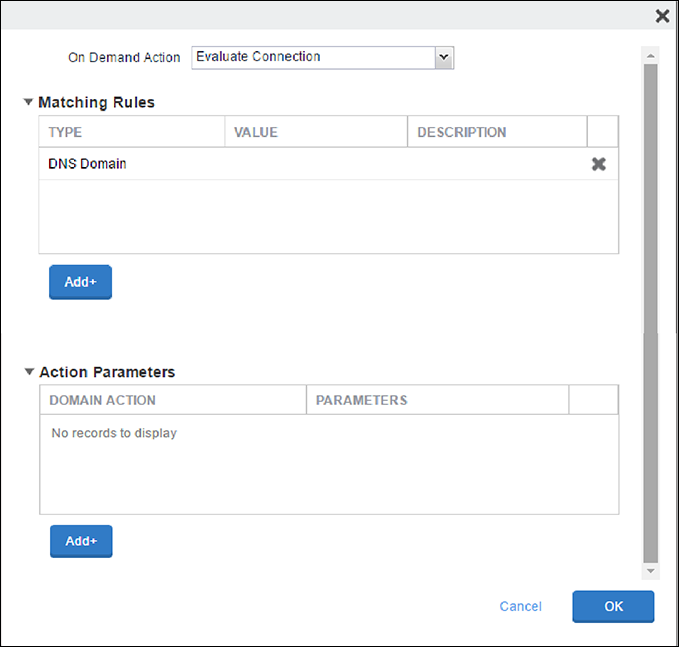 On Demand Action Evaluate Connection
Matching Rules
TYPE VALUE DESCRIPTION
DNS Domain
Add+
Action Parameters
DOMAIN ACTION PARAMETERS
No records to display
Add+
Cancel OK